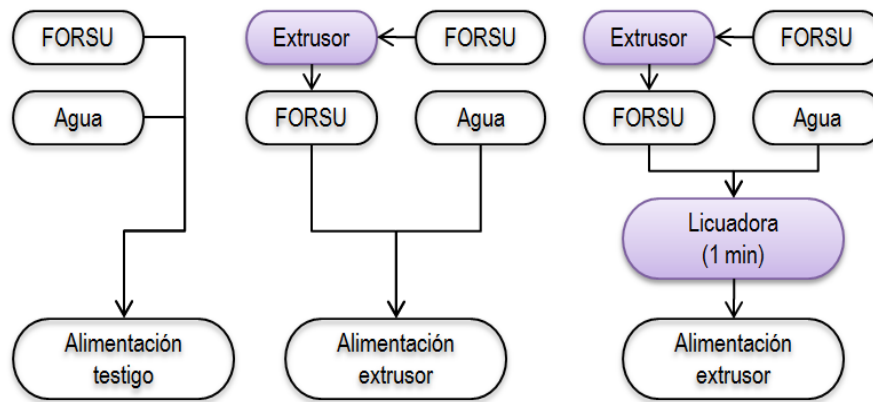 FORSU
Agua
Alimentación
testigo
Extrusor
FORSU
FORSU
Agua
Alimentación
extrusor
Extrusor
FORSU
FORSU
Agua
Licuadora
(1 min)
Alimentación
extrusor